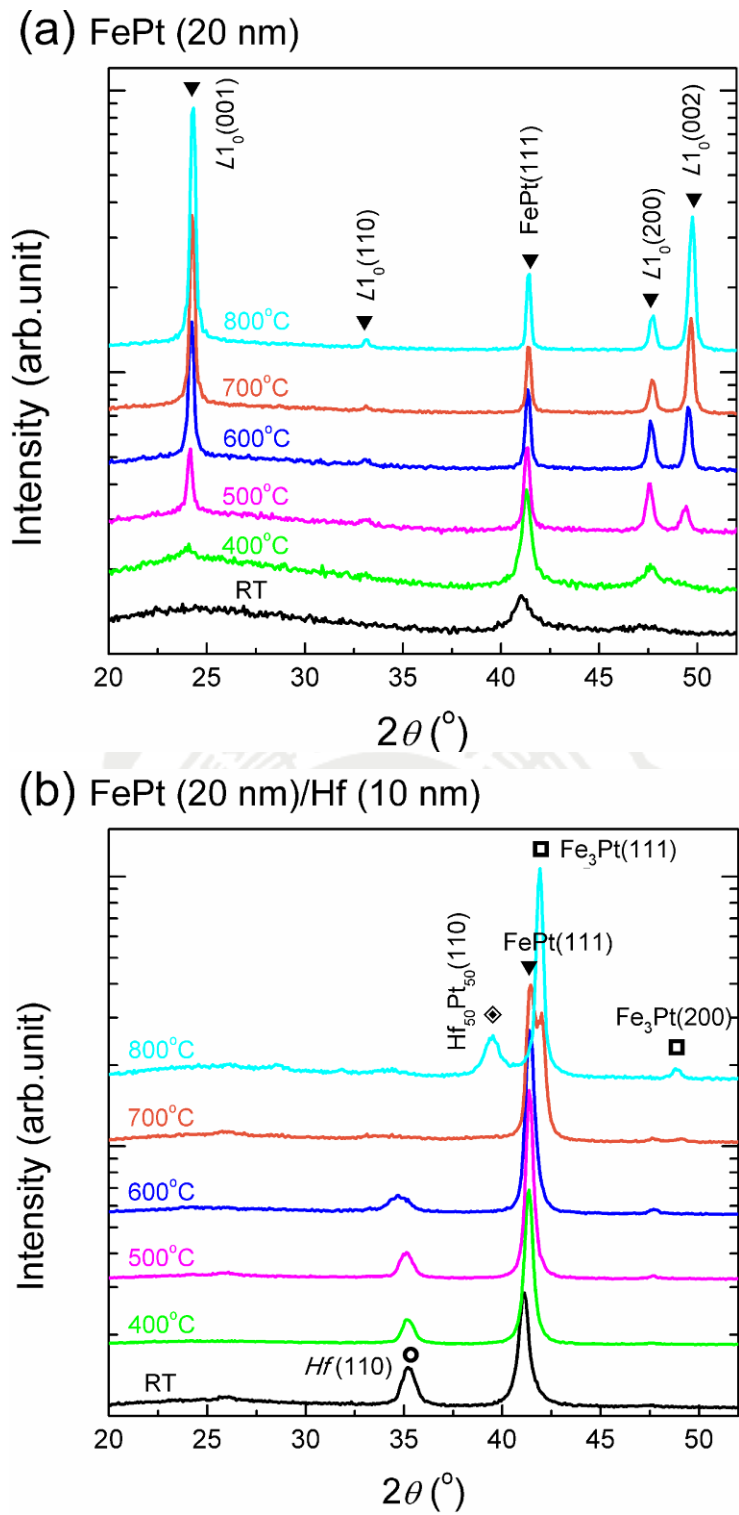 (a) FePt (20 nm)
L1₀(001)
L1₀(110)
FePt(111)
L1₀(200)
L1₀(002)
800°C
700°C
600°C
500°C
400°C
RT
Intensity (arb.unit)
20 25 30 35 40 45 50
2θ (°)
(b) FePt (20 nm)/Hf (10 nm)
Fe₃Pt(111)
FePt(111)
Hf₅₀Pt₅₀(110)
Fe₃Pt(200)
800°C
700°C
600°C
500°C
400°C
Hf (110)
RT
Intensity (arb.unit)
20 25 30 35 40 45 50
2θ (°)